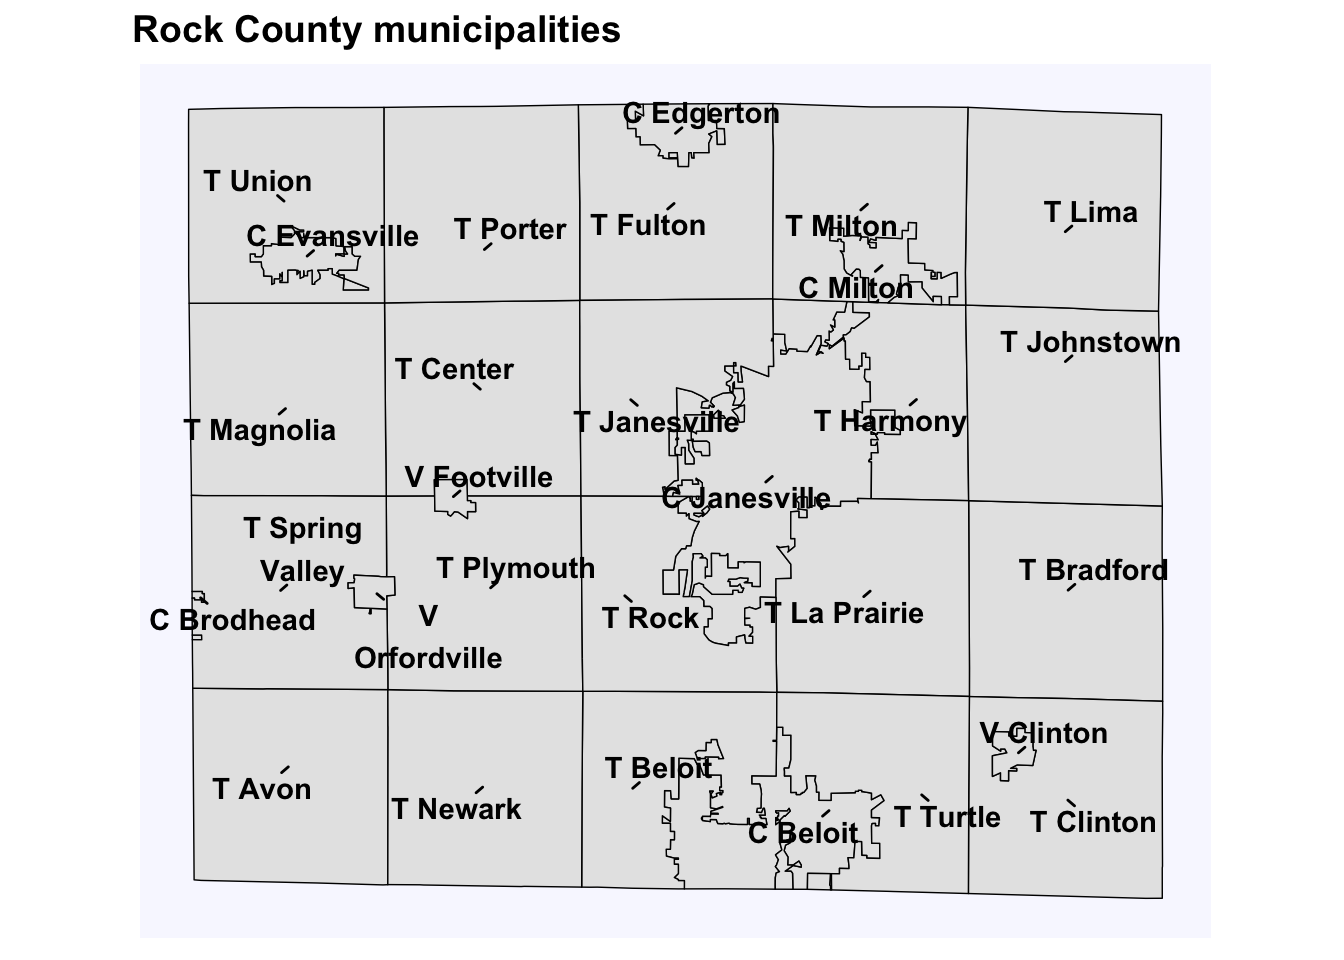 Rock County municipalities
C Edgerton
T Union
T Lima
T Fulton
T Milton
T Porter
C Evansville
C Milton
T Johnstown
T Center
T Janesville
T Harmony
T Magnolia
V Footville
C Janesville
T Spring
Valley
T Plymouth
T Bradford
C Brodhead
V
Orfordville
T Rock
T La Prairie
V Clinton
T Beloit
T Avon
T Newark
C Beloit
T Turtle
T Clinton